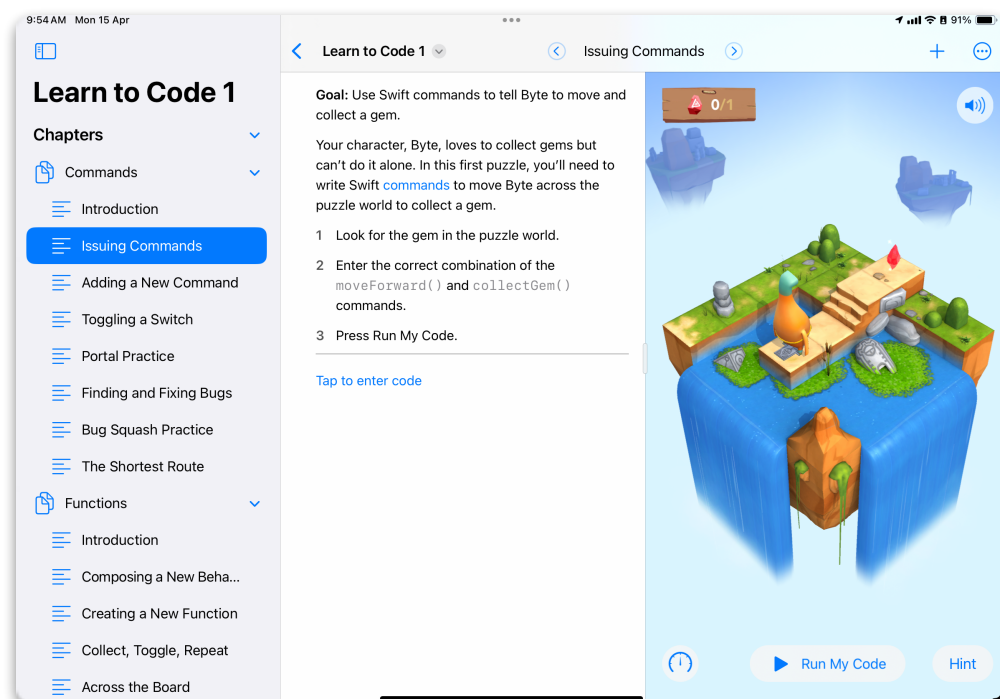 9:54 AM Mon 15 Apr
91%
Learn to Code 1
Chapters
Commands
Introduction
Issuing Commands
Adding a New Command
Toggling a Switch
Portal Practice
Finding and Fixing Bugs
Bug Squash Practice
The Shortest Route
Functions
Introduction
Composing a New Beha...
Creating a New Function
Collect, Toggle, Repeat
Across the Board
Learn to Code 1
Issuing Commands
Goal: Use Swift commands to tell Byte to move and
collect a gem.
Your character, Byte, loves to collect gems but
can’t do it alone. In this first puzzle, you’ll need to
write Swift commands to move Byte across the
puzzle world to collect a gem.
1 Look for the gem in the puzzle world.
2 Enter the correct combination of the
moveForward() and collectGem()
commands.
3 Press Run My Code.
Tap to enter code
0/1
Run My Code
Hint